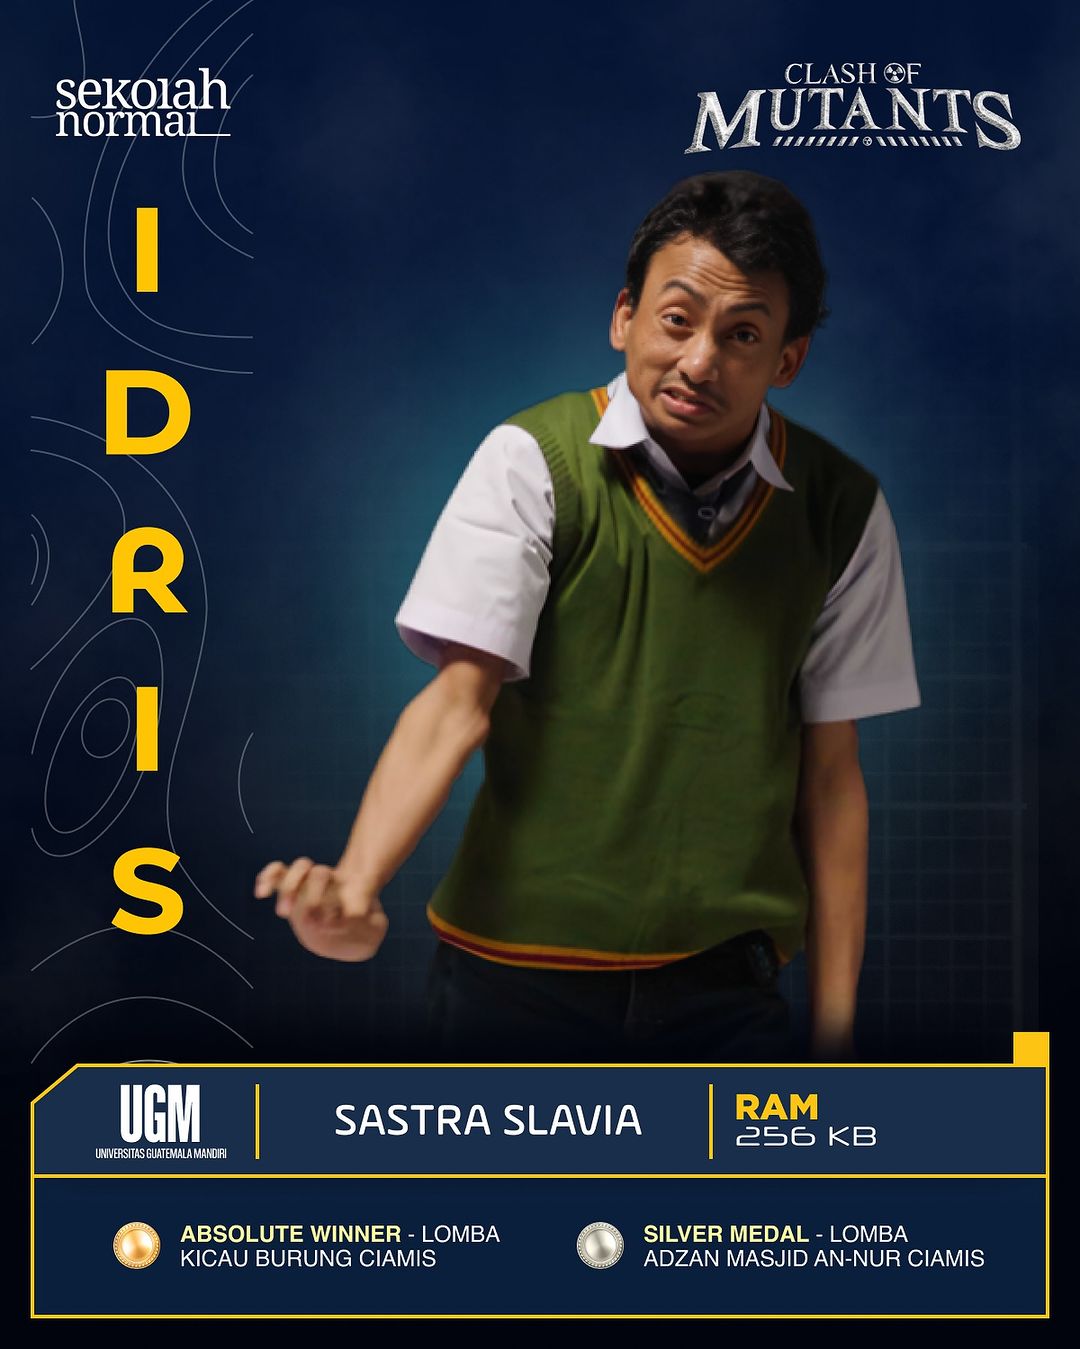 sekolah
normal
CLASH OF
MUTANTS
IDRIS
UGM
UNIVERSITAS GUATEMALA MANDIRI
SASTRA SLAVIA
RAM
256 KB
ABSOLUTE WINNER - LOMBA
KICAU BURUNG CIAMIS
SILVER MEDAL - LOMBA
ADZAN MASJID AN-NUR CIAMIS